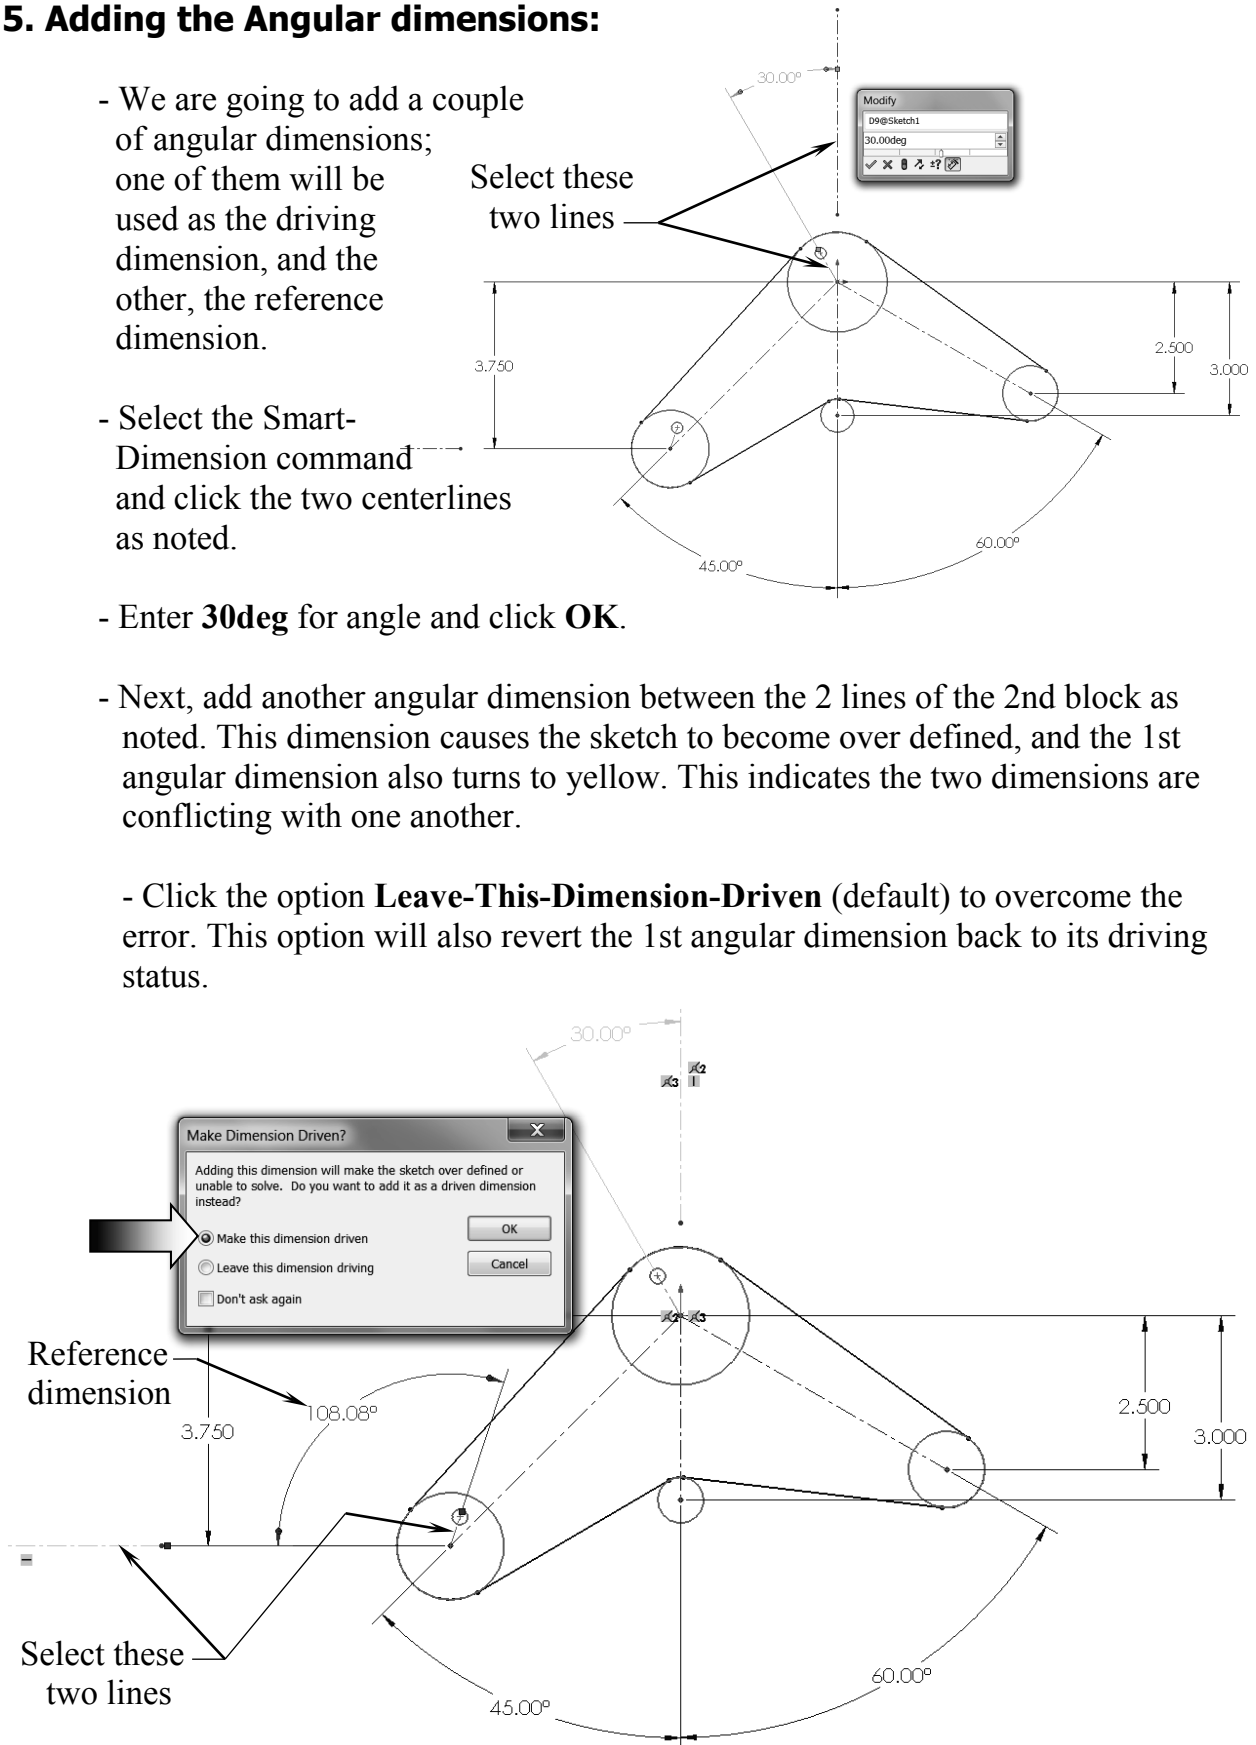 5. Adding the Angular dimensions:
- We are going to add a couple
of angular dimensions;
one of them will be
used as the driving
dimension, and the
other, the reference
dimension.
- Select the Smart-
Dimension command
and click the two centerlines
as noted.
Select these
two lines
30.00°
Modify
D9@Sketch1
30.00deg
±?
3.750
2.500
3.000
45.00°
60.00°
- Enter 30deg for angle and click OK.
- Next, add another angular dimension between the 2 lines of the 2nd block as
noted. This dimension causes the sketch to become over defined, and the 1st
angular dimension also turns to yellow. This indicates the two dimensions are
conflicting with one another.
- Click the option Leave-This-Dimension-Driven (default) to overcome the
error. This option will also revert the 1st angular dimension back to its driving
status.
30.00°
2
3
Make Dimension Driven?
X
Adding this dimension will make the sketch over defined or
unable to solve. Do you want to add it as a driven dimension
instead?
Make this dimension driven
OK
Leave this dimension driving
Cancel
Don't ask again
2
3
Reference
dimension
108.08°
3.750
2.500
3.000
Select these
two lines
45.00°
60.00°